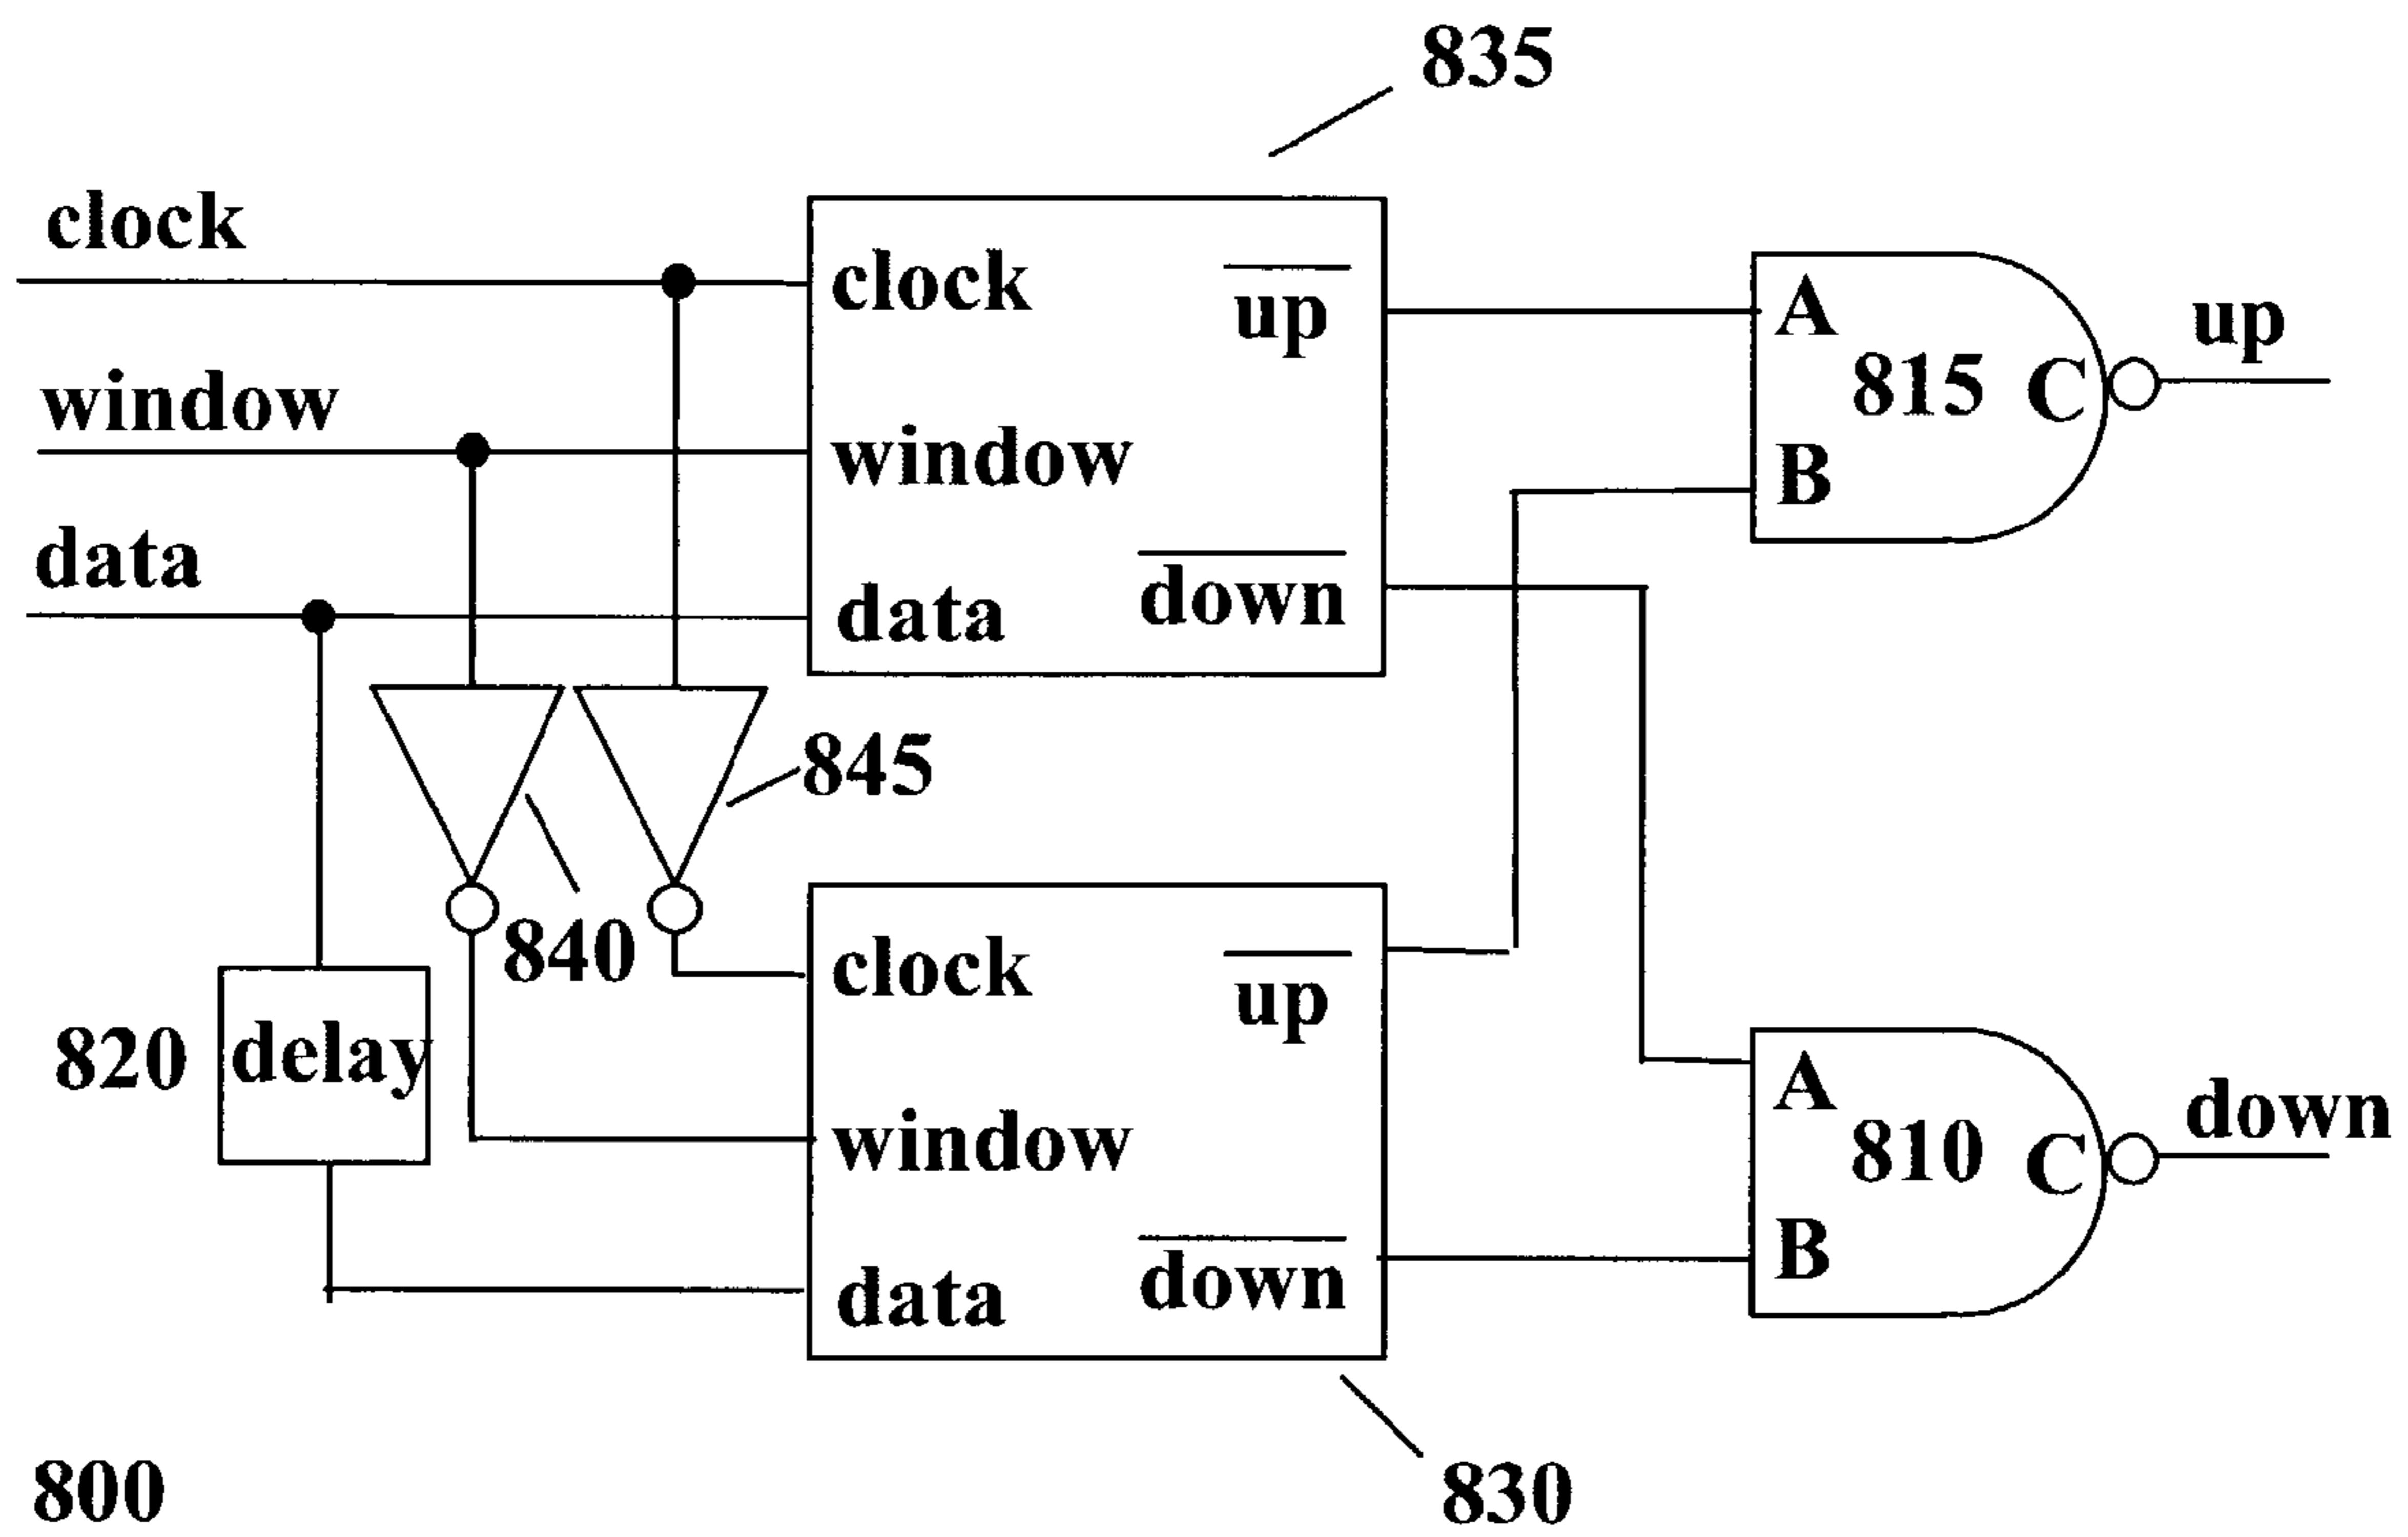 835
clock
clock
up
A
up
815
C
window
window
B
data
data
down
845
840
clock
up
820
delay
A
down
810
C
window
B
data
down
800
830